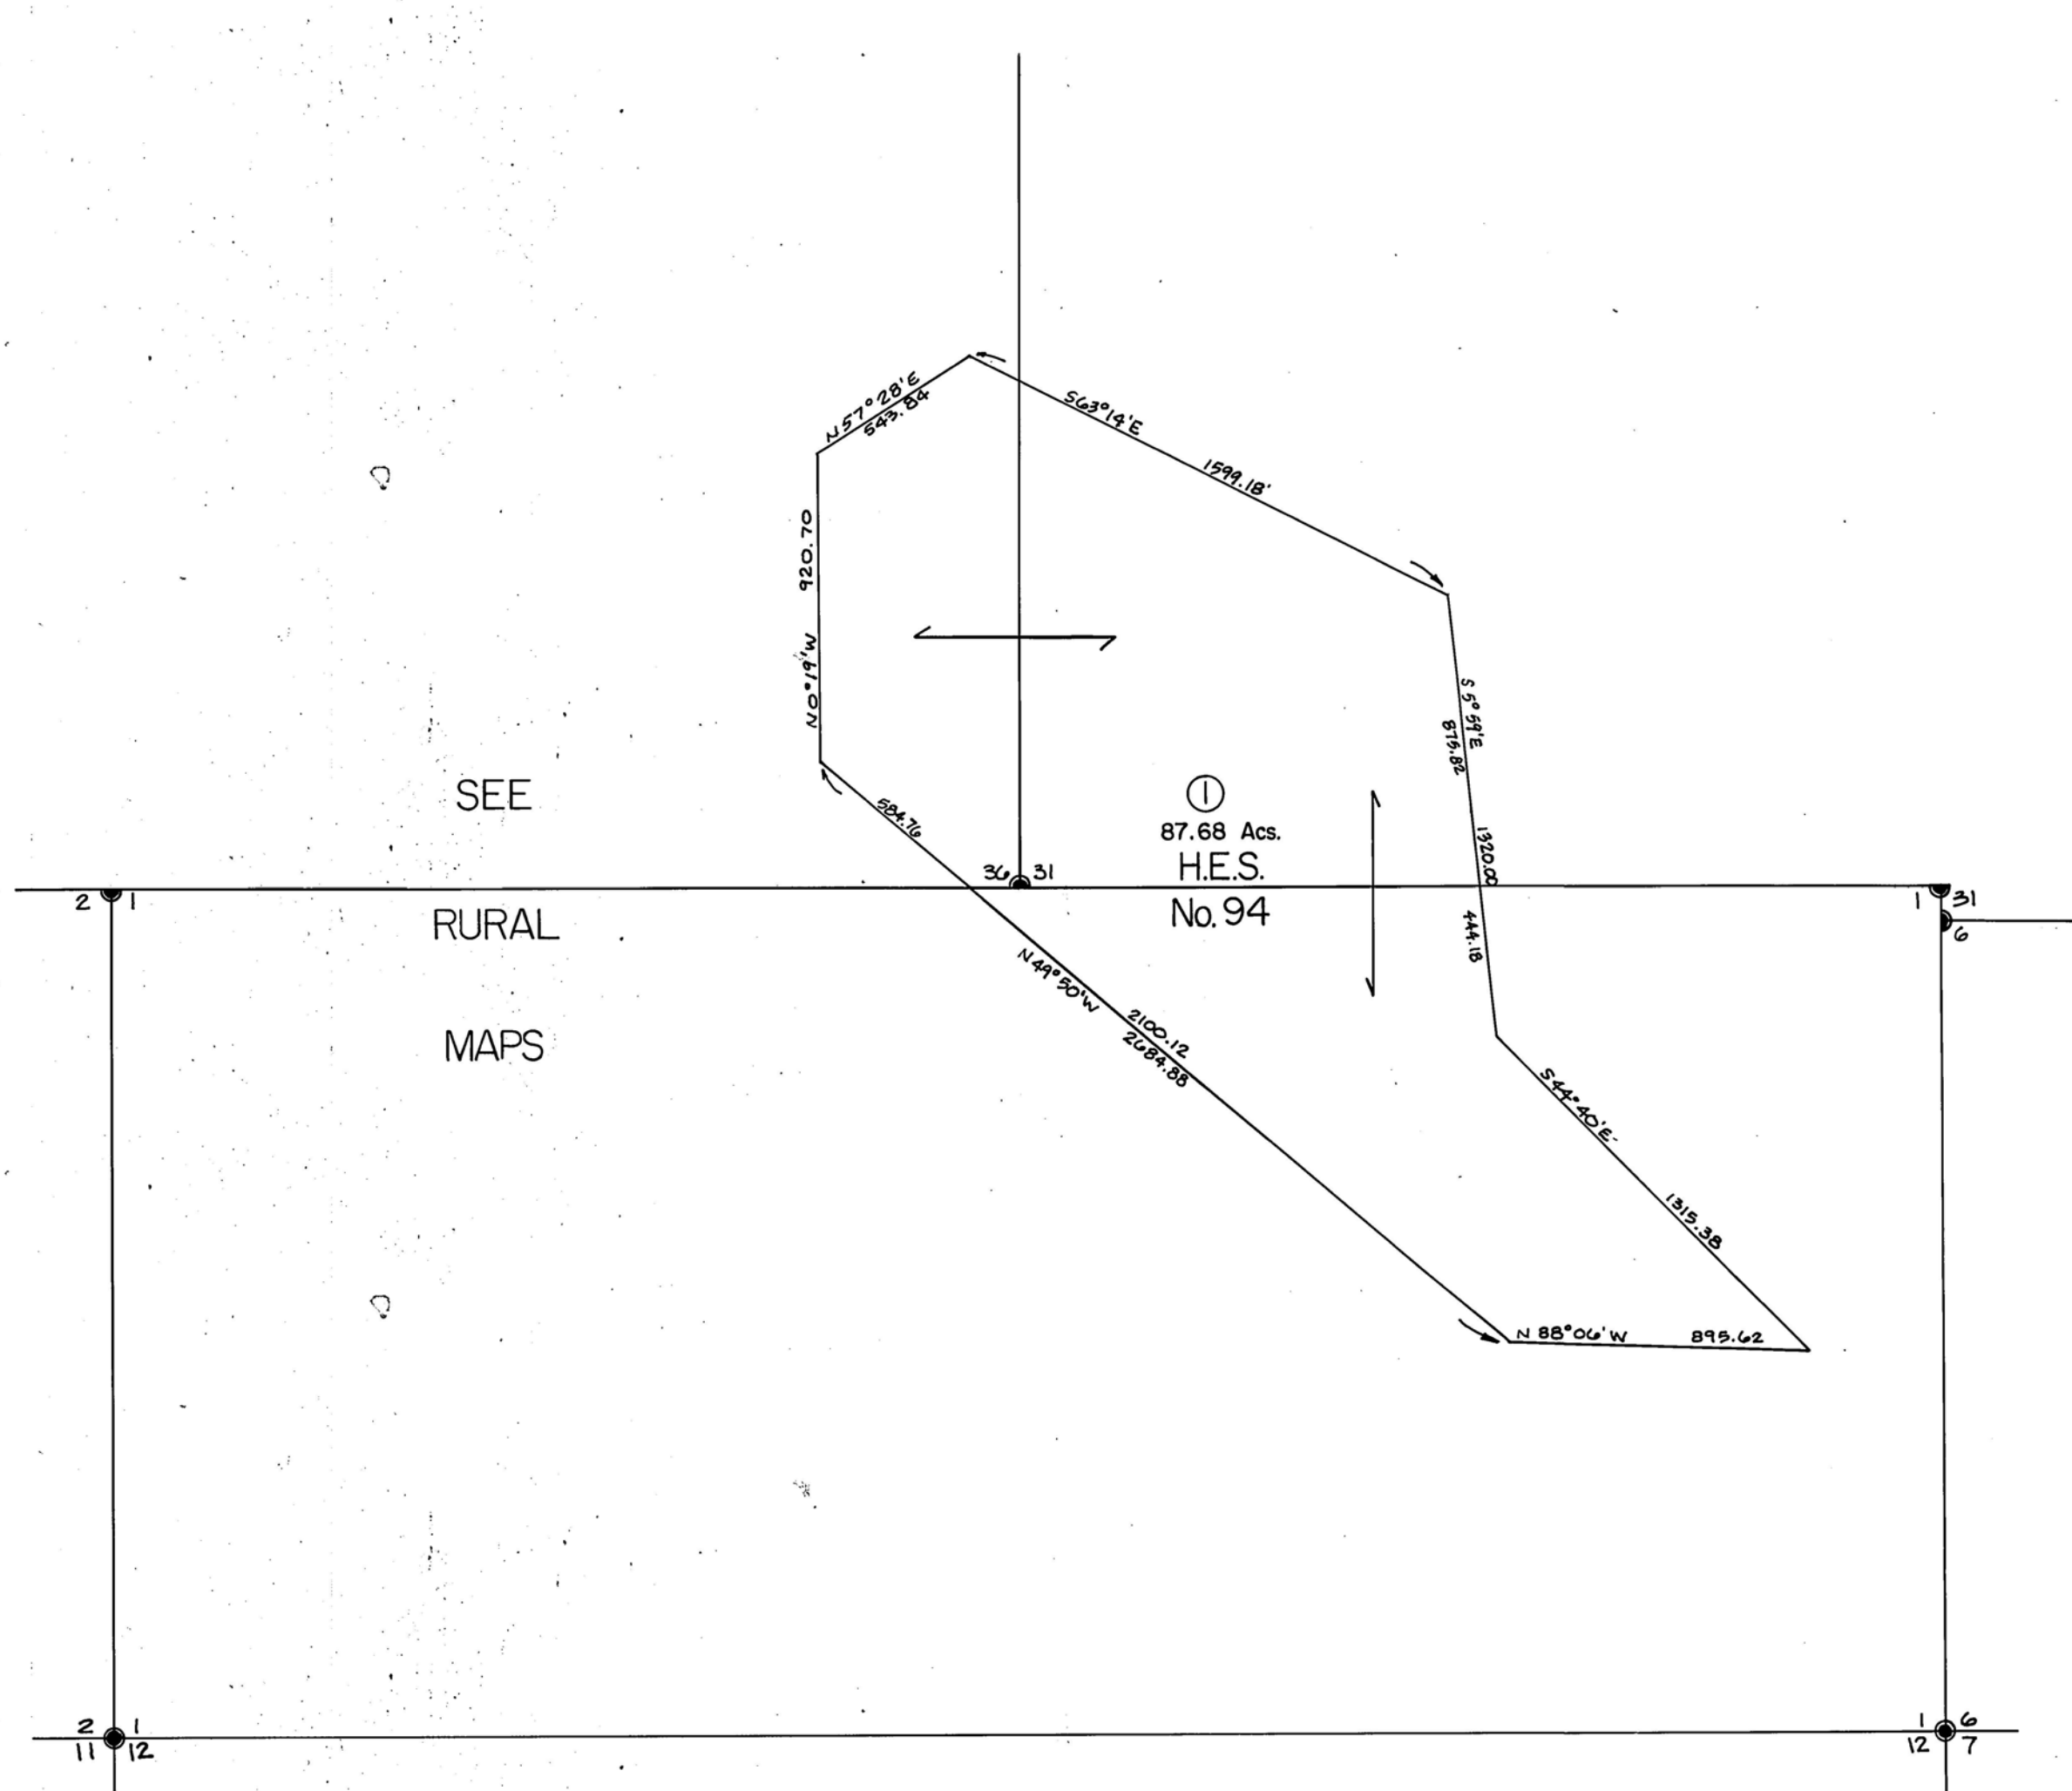 N57°28'E
543.84
S63°14'E
1599.18'
920.70
N0°19'W
S 5°59'E
875.82
1320.00
444.18
SEE
RURAL
MAPS
584.76
1
87.68 Acs.
H.E.S.
No. 94
36 31
2 1
1 31
6
N49°50'W
2100.12
2684.88
S44°40'E
1315.38
N 88°06'W 895.62
2 1
11 12
1 6
12 7